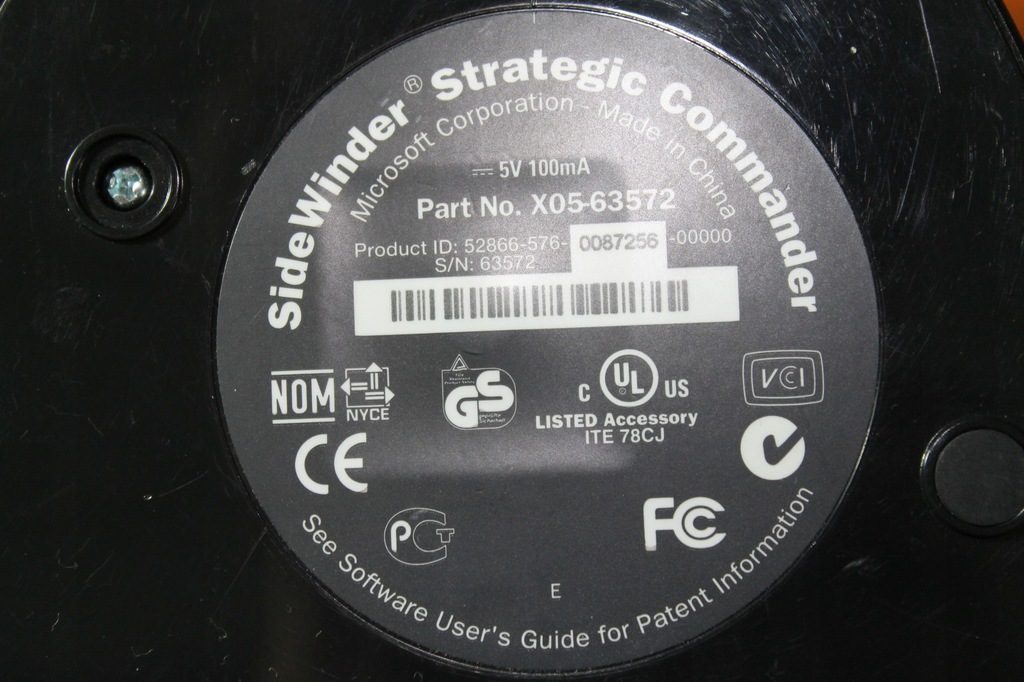 SideWinder® Strategic Commander
Microsoft Corporation - Made in China
5V 100mA
Part No. X05-63572
Product ID: 52866-576-0087256-00000
S/N: 63572
NOM
NYCE
GS
C UL US
LISTED Accessory
ITE 78CJ
VCI
CE
PCT
FC
E
See Software User's Guide for Patent Information